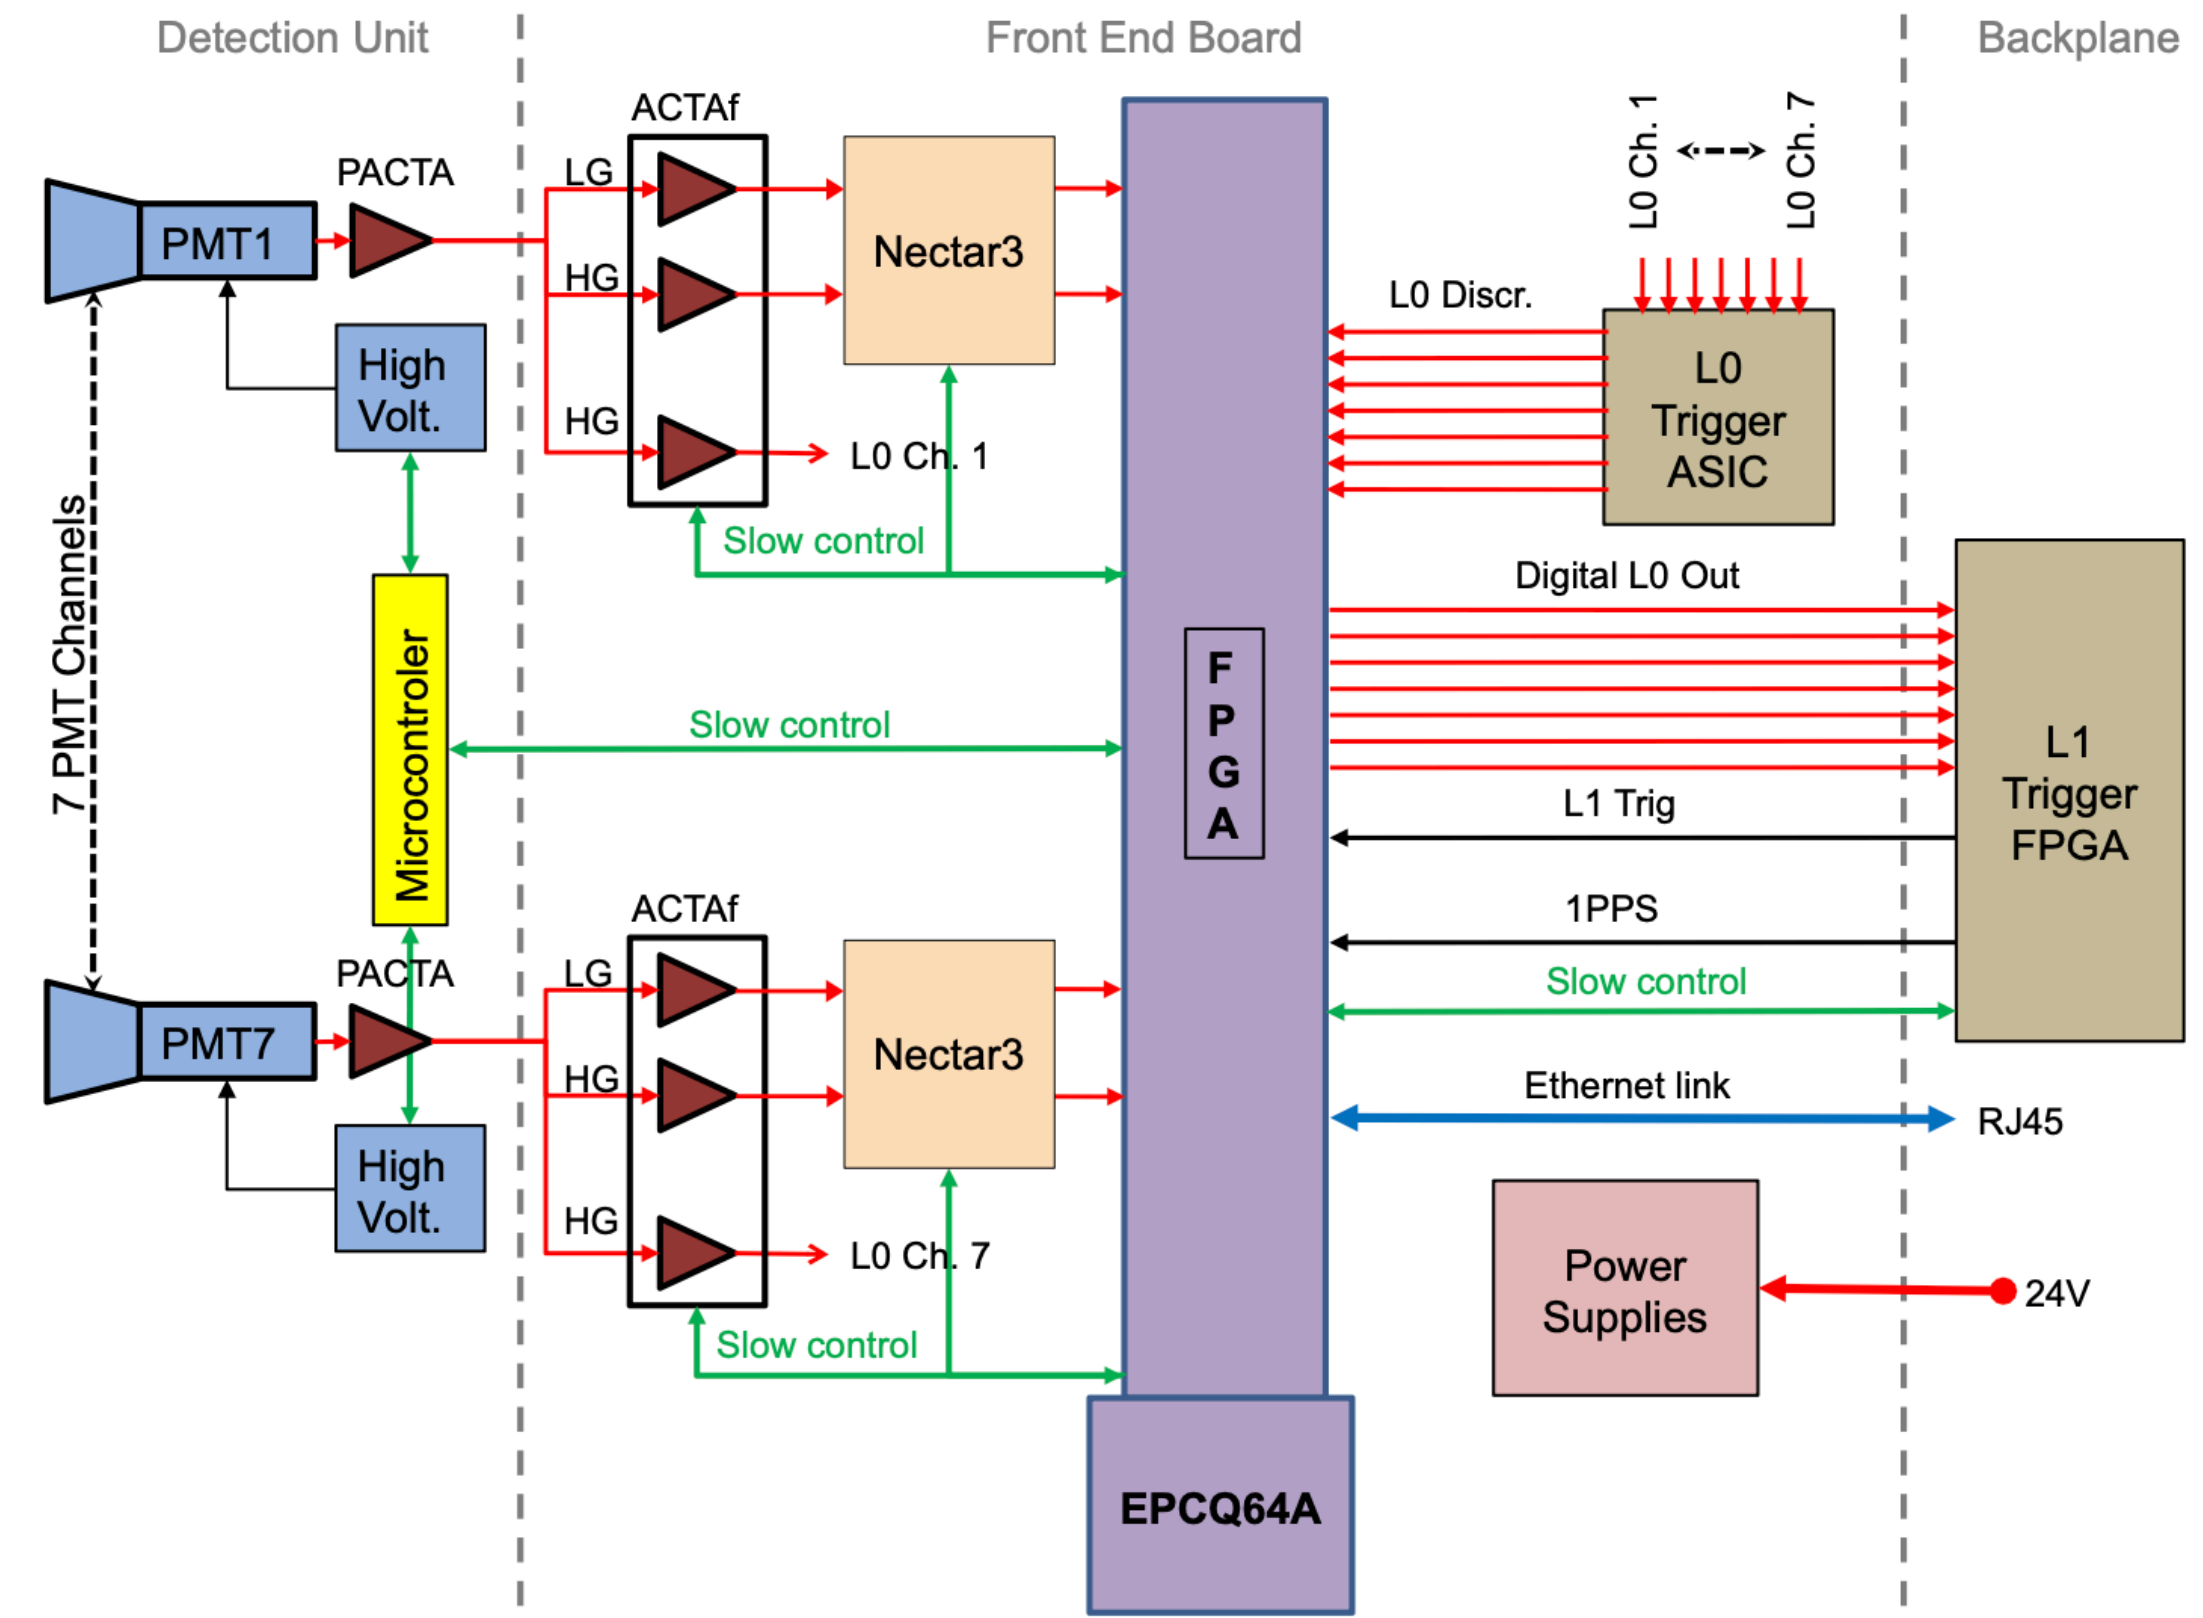 Detection Unit
Front End Board
Backplane
ACTAf
L0 Ch. 1
L0 Ch. 7
PACTA
LG
PMT1
Nectar3
HG
L0 Discr.
High
Volt.
L0
Trigger
ASIC
HG
L0 Ch. 1
Slow control
Digital L0 Out
7 PMT Channels
Microcontroler
Slow control
F
P
G
A
L1
Trigger
FPGA
L1 Trig
ACTAf
1PPS
PACTA
LG
Slow control
PMT7
Nectar3
HG
Ethernet link
RJ45
High
Volt.
HG
L0 Ch. 7
Power
Supplies
24V
Slow control
EPCQ64A